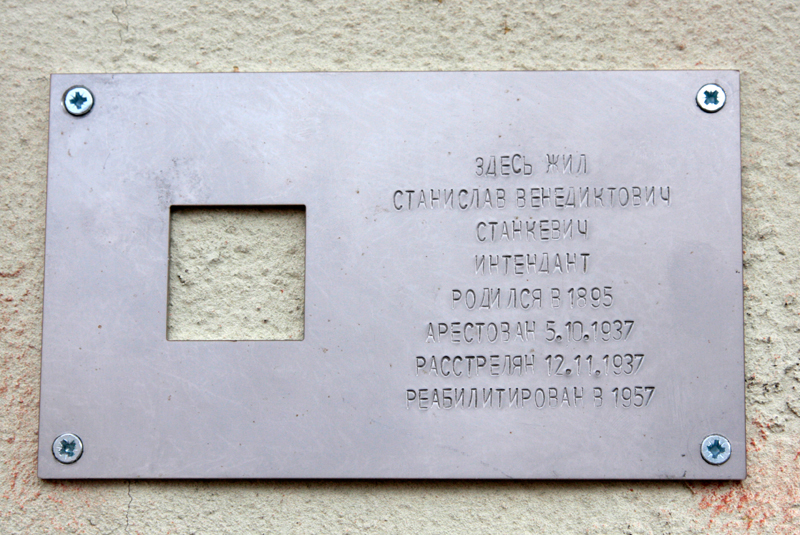 ЗДЕСЬ ЖИЛ
СТАНИСЛАВ ВЕНЕДИКТОВИЧ
СТАНКЕВИЧ
ИНТЕНДАНТ
РОДИЛСЯ В 1895
АРЕСТОВАН 5.10.1937
РАССТРЕЛЯН 12.11.1937
РЕАБИЛИТИРОВАН В 1957